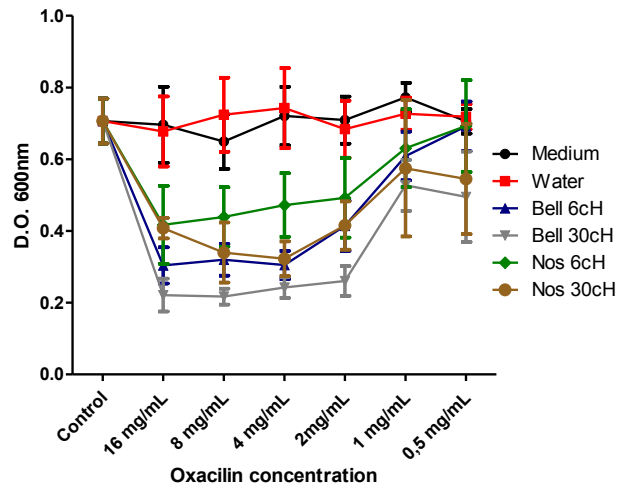 1.0
0.8
0.6
0.4
0.2
0.0
D.O. 600nm
Control
16 mg/mL
8 mg/mL
4 mg/mL
2mg/mL
1 mg/mL
0,5 mg/mL
Oxacilin concentration
Medium
Water
Bell 6cH
Bell 30cH
Nos 6cH
Nos 30cH